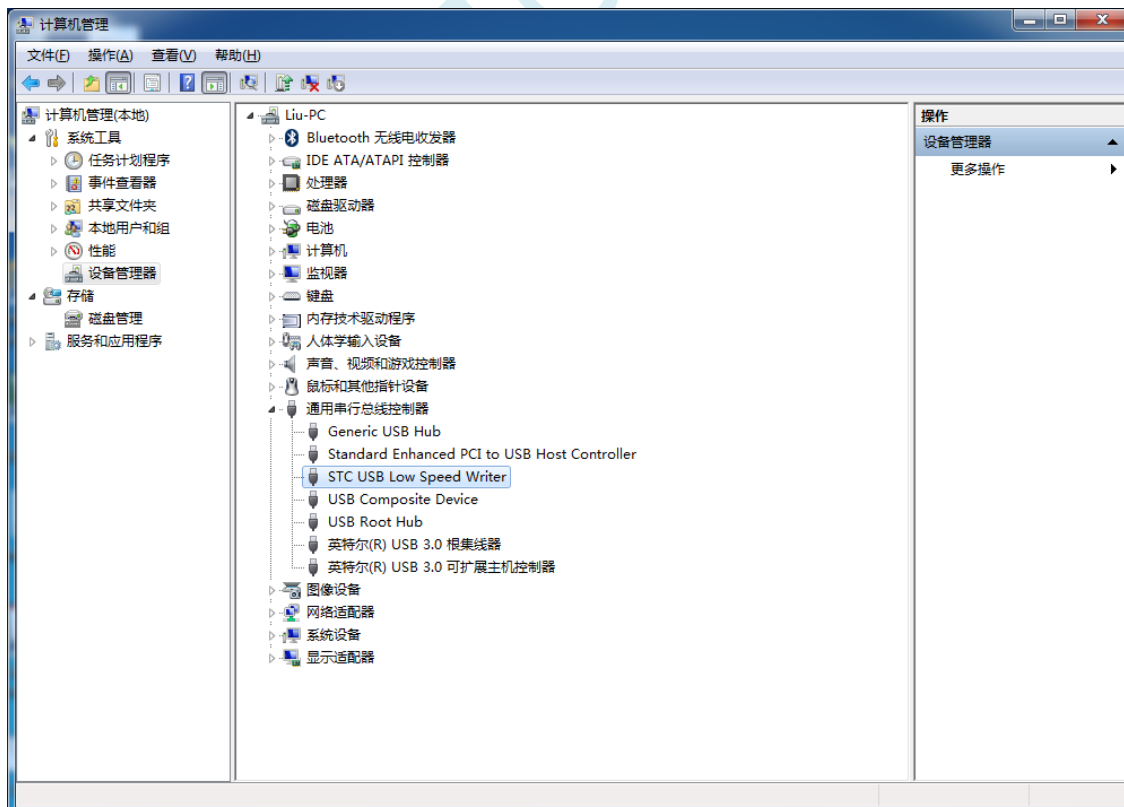 计算机管理
文件(F) 操作(A) 查看(V) 帮助(H)
计算机管理(本地)
系统工具
任务计划程序
事件查看器
共享文件夹
本地用户和组
性能
设备管理器
存储
磁盘管理
服务和应用程序
Liu-PC
Bluetooth 无线电收发器
IDE ATA/ATAPI 控制器
处理器
磁盘驱动器
电池
计算机
监视器
键盘
内存技术驱动程序
人体学输入设备
声音、视频和游戏控制器
鼠标和其他指针设备
通用串行总线控制器
Generic USB Hub
Standard Enhanced PCI to USB Host Controller
STC USB Low Speed Writer
USB Composite Device
USB Root Hub
英特尔(R) USB 3.0 根集线器
英特尔(R) USB 3.0 可扩展主机控制器
图像设备
网络适配器
系统设备
显示适配器
操作
设备管理器
更多操作